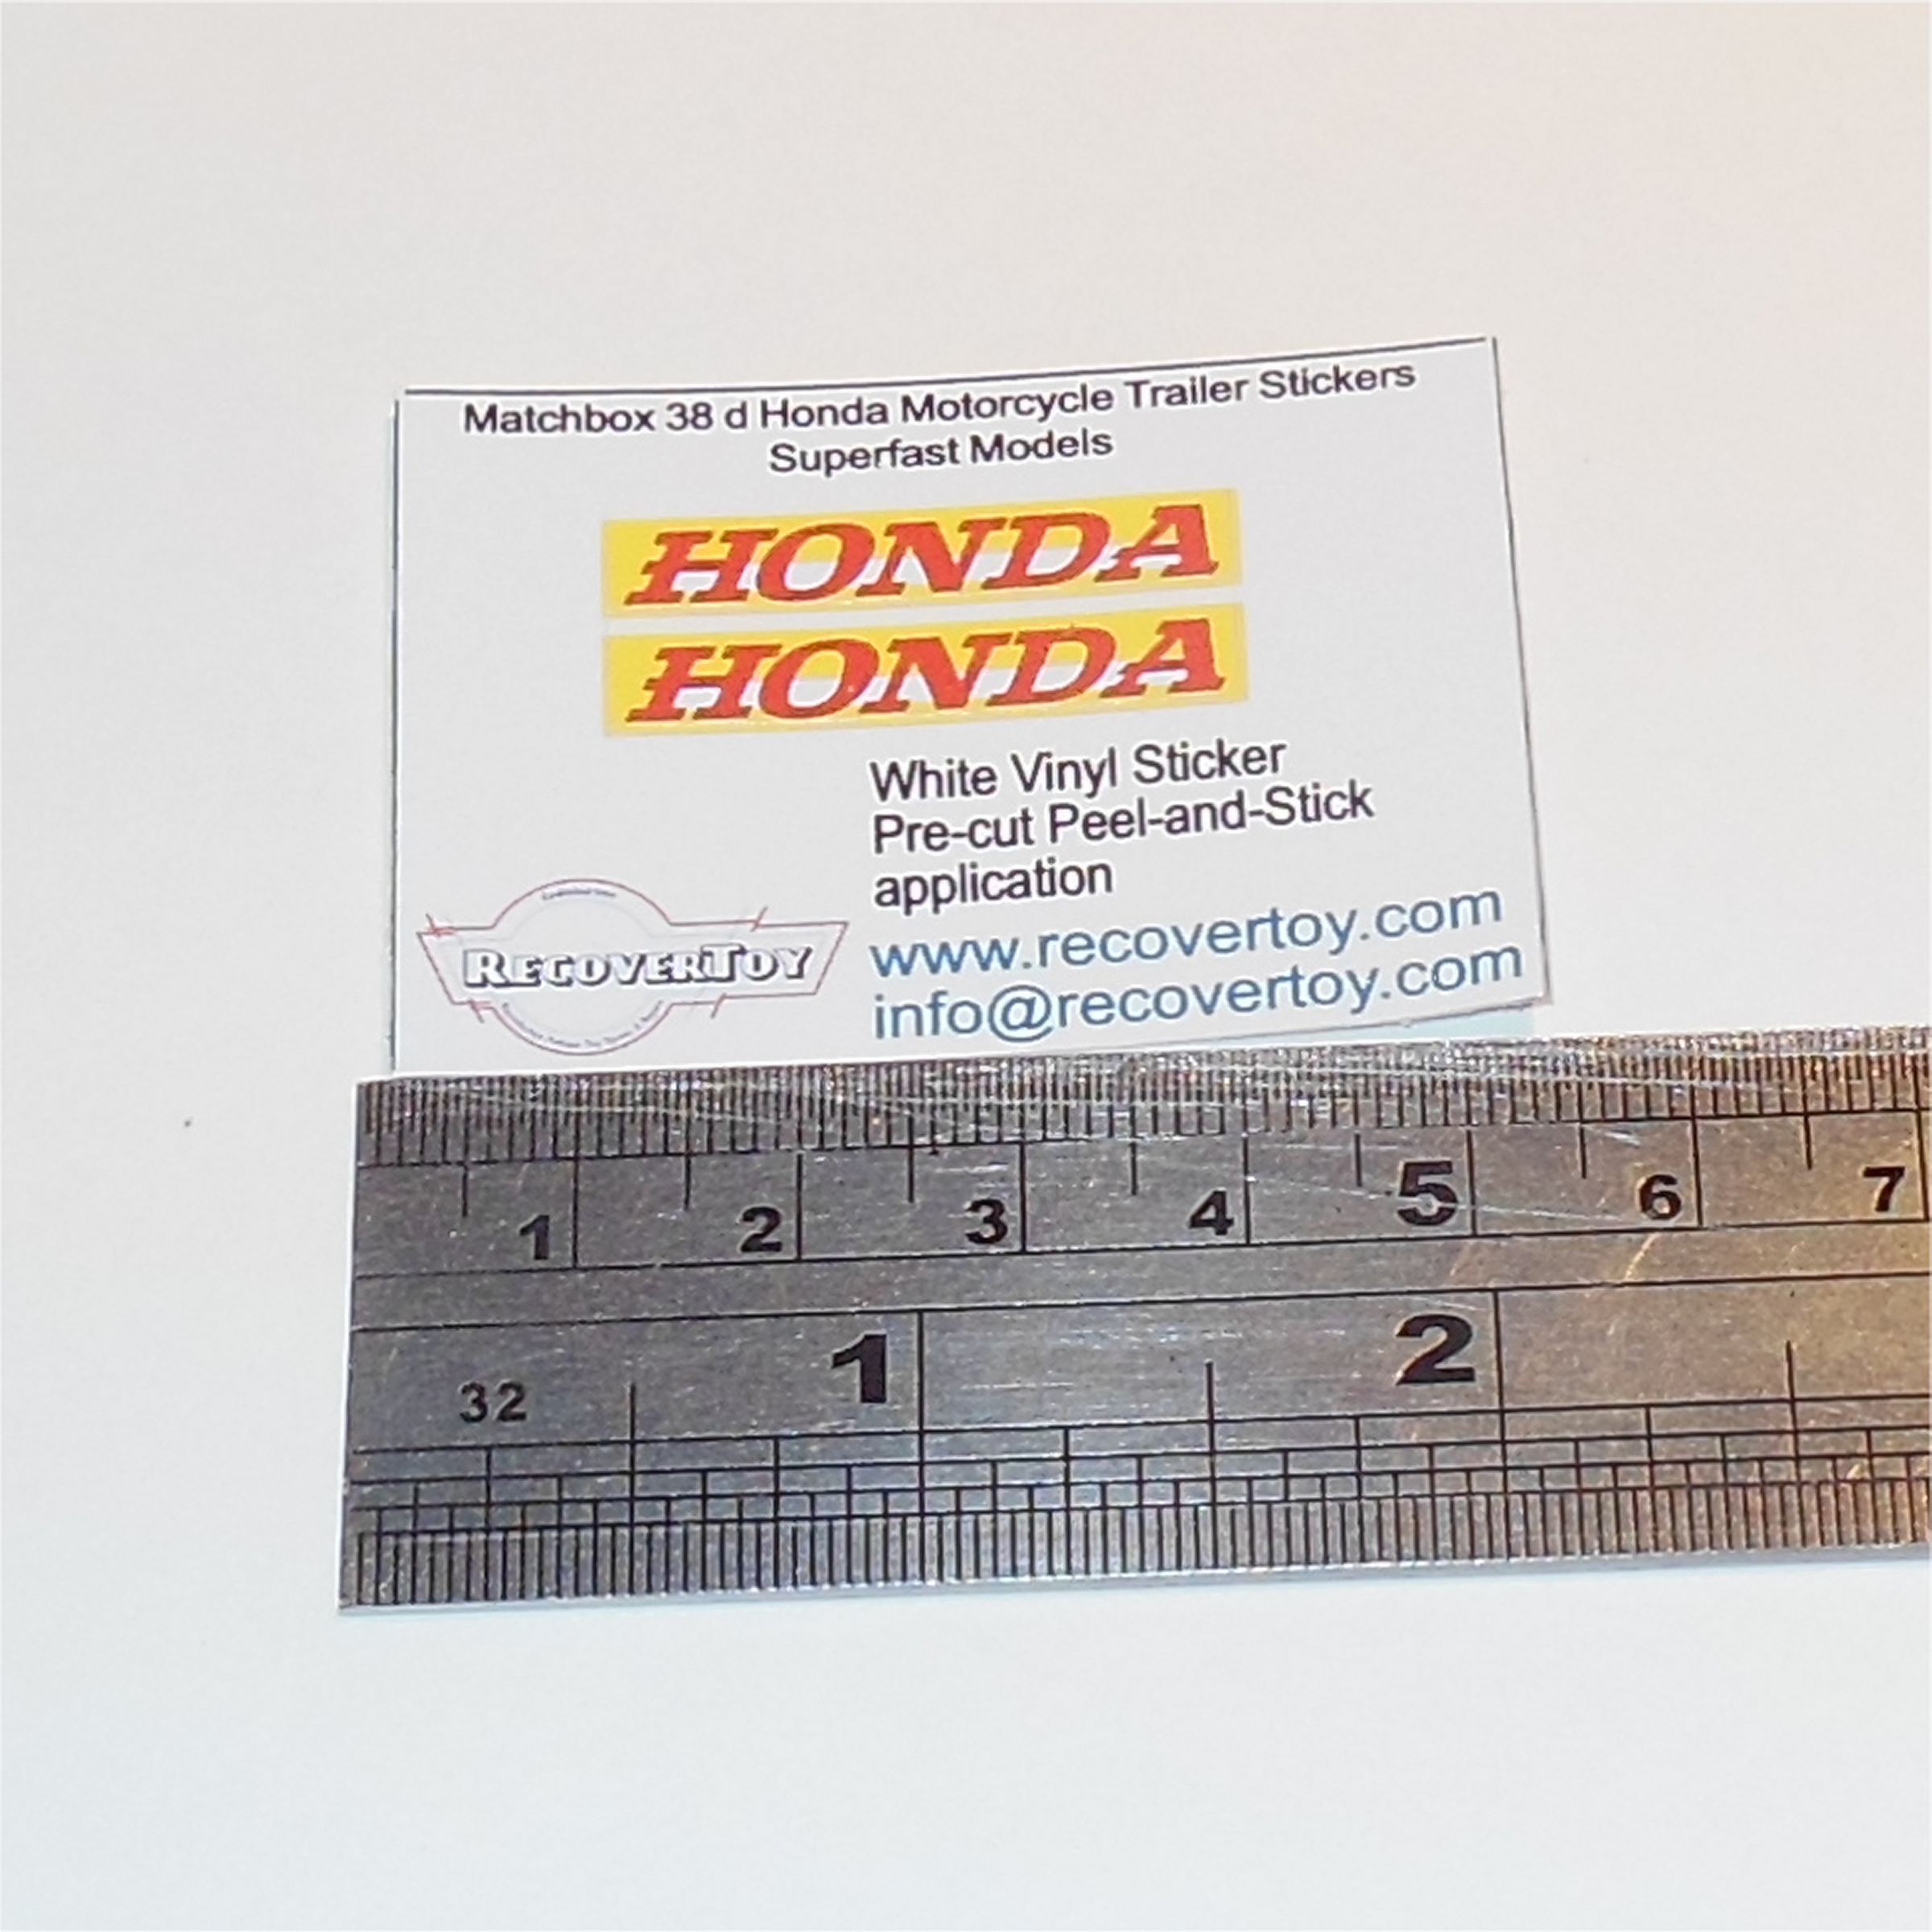 Matchbox 38 d Honda Motorcycle Trailer Stickers
Superfast Models
HONDA
HONDA
White Vinyl Sticker
Pre-cut Peel-and-Stick
application
RECOVERTOY
www.recovertoy.com
info@recovertoy.com
1 2 3 4 5 6 7
1 2
32